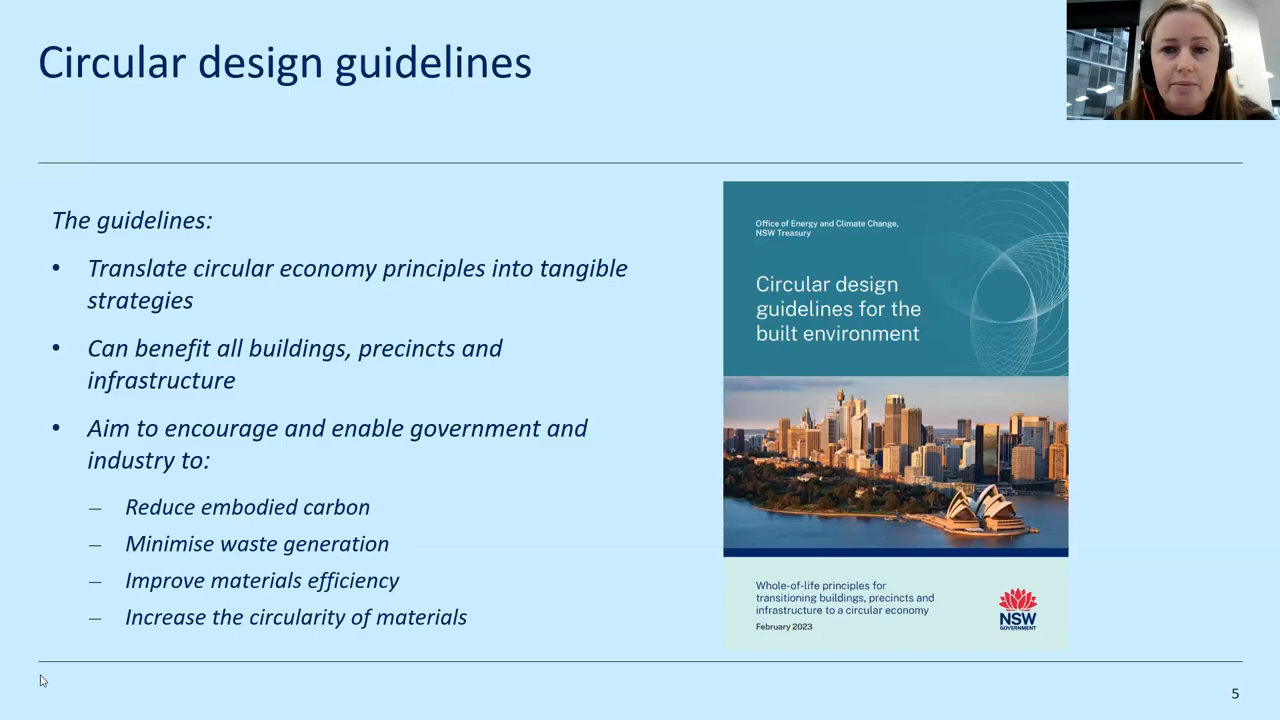 Circular design guidelines
The guidelines:
• Translate circular economy principles into tangible
strategies
• Can benefit all buildings, precincts and
infrastructure
• Aim to encourage and enable government and
industry to:
– Reduce embodied carbon
– Minimise waste generation
– Improve materials efficiency
– Increase the circularity of materials
Office of Energy and Climate Change,
NSW Treasury
Circular design
guidelines for the
built environment
Whole-of-life principles for
transitioning buildings, precincts and
infrastructure to a circular economy
February 2023
NSW
GOVERNMENT
5